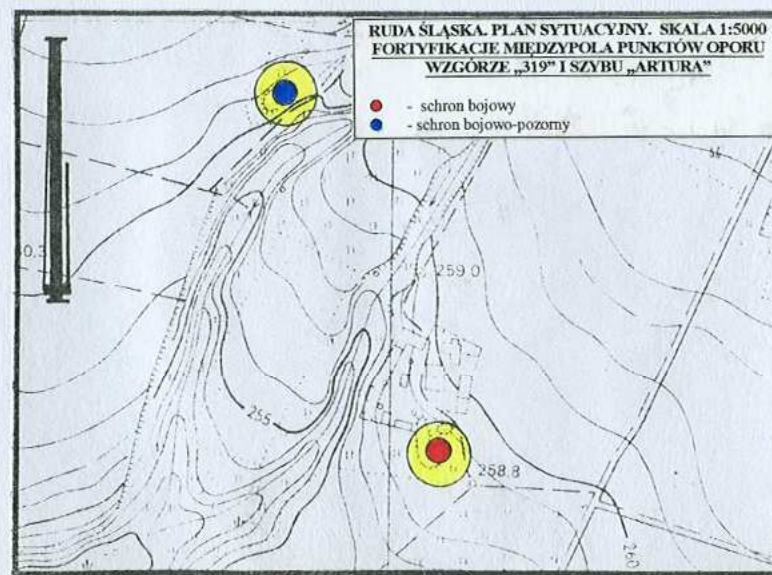 RUDA ŚLĄSKA. PLAN SYTUACYJNY. SKALA 1:5000
FORTYFIKACJE MIĘDZYPOLA PUNKTÓW OPORU
WZGÓRZE „319” I SZYBU „ARTURA”
- schron bojowy
- schron bojowo-pozorny
259.0
255
258.8
260